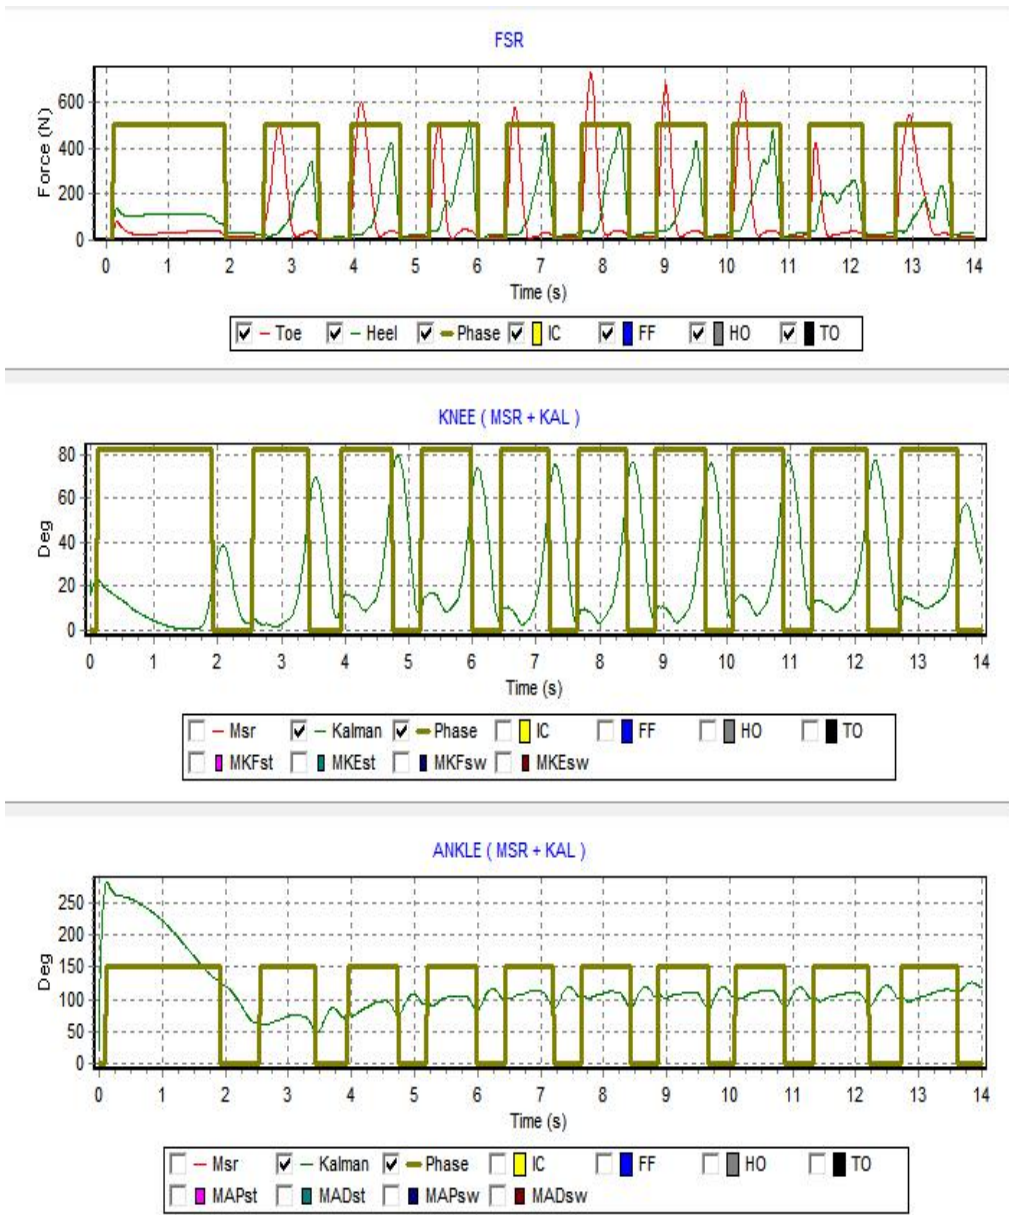 FSR
Force (N)
600
400
200
0
0 1 2 3 4 5 6 7 8 9 10 11 12 13 14
Time (s)
Toe Heel Phase IC FF HO TO
KNEE ( MSR + KAL )
Deg
80
60
40
20
0
0 1 2 3 4 5 6 7 8 9 10 11 12 13 14
Time (s)
Msr Kalman Phase IC FF HO TO
MKFst MKEst MKFsw MKEsw
ANKLE ( MSR + KAL )
Deg
250
200
150
100
50
0
0 1 2 3 4 5 6 7 8 9 10 11 12 13 14
Time (s)
Msr Kalman Phase IC FF HO TO
MAPst MADst MAPsw MADsw